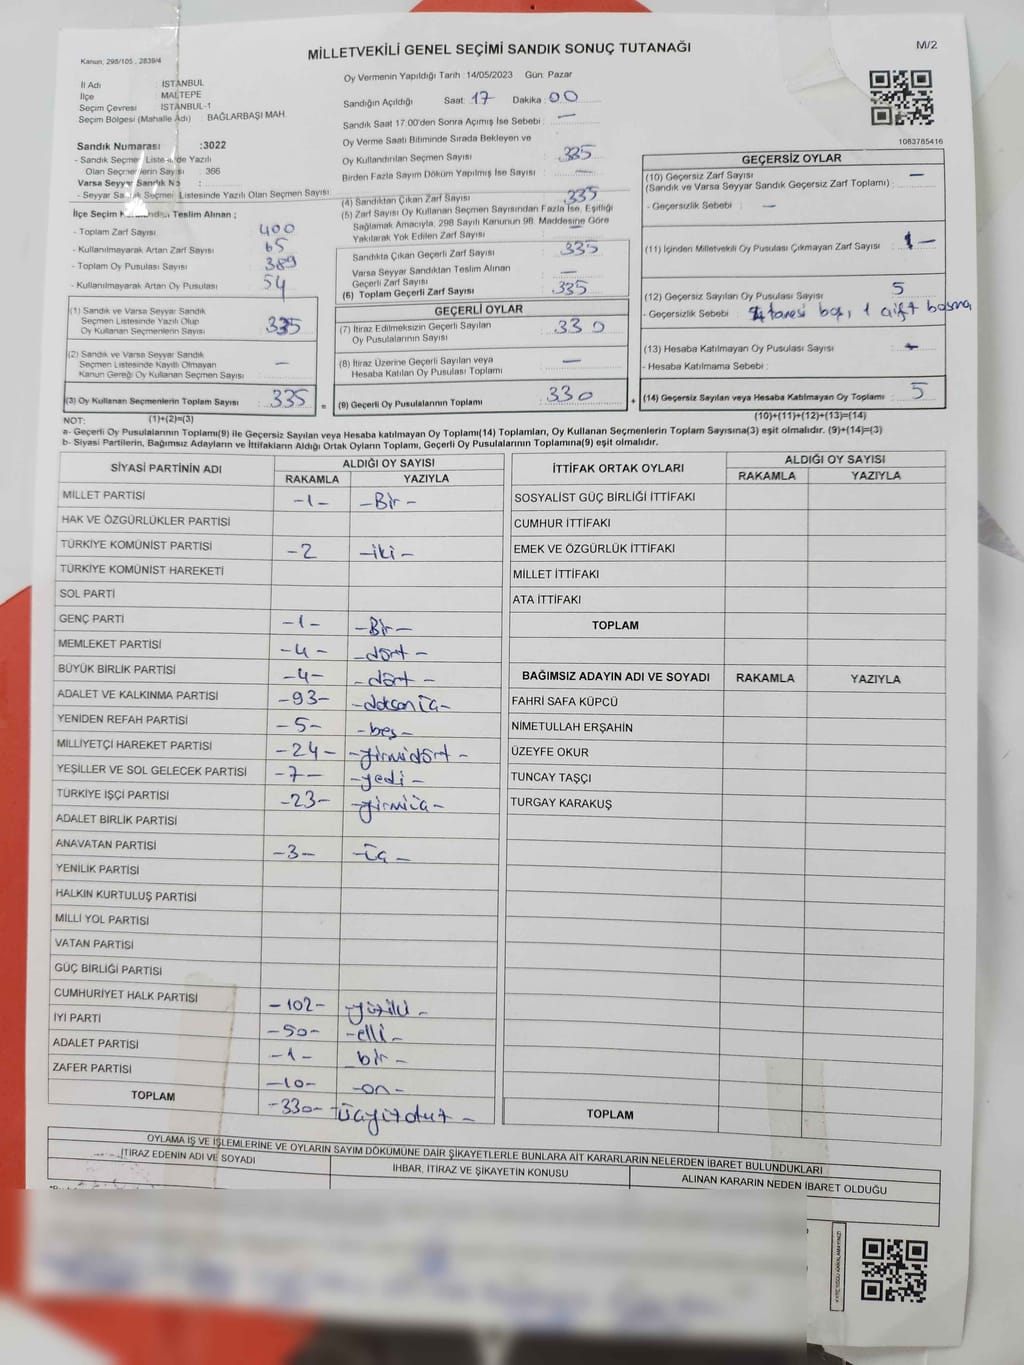 MİLLETVEKİLİ GENEL SEÇİMİ SANDIK SONUÇ TUTANAĞI
M/2
Kanun, 298/105 , 2839/4
İl Adı : İSTANBUL
İlçe : MALTEPE
Seçim Çevresi : İSTANBUL-1
Seçim Bölgesi (Mahalle Adı) : BAĞLARBAŞI MAH.
Oy Vermenin Yapıldığı Tarih : 14/05/2023 Gün: Pazar
Sandığın Açıldığı Saat: 17 Dakika : 00
Sandık Saat 17.00'den Sonra Açımış İse Sebebi : —
Oy Verme Saati Bitiminde Sırada Bekleyen ve
Oy Kullandırılan Seçmen Sayısı : 335
Birden Fazla Sayım Döküm Yapılmış İse Sayısı : —
1083785416
Sandık Numarası :3022
- Sandık Seçmen Listesinde Yazılı
Olan Seçmenlerin Sayısı : 366
Varsa Seyyar Sandık No :
- Seyyar Sandık Seçmen Listesinde Yazılı Olan Seçmen Sayısı:
İlçe Seçim Teslim Alınan ;
- Toplam Zarf Sayısı : 400
- Kullanılmayarak Artan Zarf Sayısı : 65
- Toplam Oy Pusulası Sayısı : 389
- Kullanılmayarak Artan Oy Pusulası : 54
(1) Sandık ve Varsa Seyyar Sandık
Seçmen Listesinde Yazılı Olup
Oy Kullanan Seçmenlerin Sayısı : 335
(2) Sandık ve Varsa Seyyar Sandık
Seçmen Listesinde Kayıtlı Olmayan
Kanun Gereği Oy Kullanan Seçmen Sayısı : —
(3) Oy Kullanan Seçmenlerin Toplam Sayısı : 335
(4) Sandıktan Çıkan Zarf Sayısı : 335
(5) Zarf Sayısı Oy Kullanan Seçmen Sayısından Fazla İse, Eşitliği
Sağlamak Amacıyla, 298 Sayılı Kanunun 98. Maddesine Göre
Yakılarak Yok Edilen Zarf Sayısı : —
Sandıkta Çıkan Geçerli Zarf Sayısı : 335
Varsa Seyyar Sandıktan Teslim Alınan
Geçerli Zarf Sayısı : —
(6) Toplam Geçerli Zarf Sayısı : 335
GEÇERLİ OYLAR
(7) İtiraz Edilmeksizin Geçerli Sayılan
Oy Pusulalarının Sayısı : 330
(8) İtiraz Üzerine Geçerli Sayılan veya
Hesaba Katılan Oy Pusulası Toplamı : —
(9) Geçerli Oy Pusulalarının Toplamı : 330
GEÇERSİZ OYLAR
(10) Geçersiz Zarf Sayısı : —
(Sandık ve Varsa Seyyar Sandık Geçersiz Zarf Toplamı)
- Geçersizlik Sebebi : —
(11) İçinden Milletvekili Oy Pusulası Çıkmayan Zarf Sayısı : —
(12) Geçersiz Sayılan Oy Pusulası Sayısı : 5
- Geçersizlik Sebebi : 4 tanesi boş, 1 çift basma
(13) Hesaba Katılmayan Oy Pusulası Sayısı : —
- Hesaba Katılmama Sebebi :
(14) Geçersiz Sayılan veya Hesaba Katılmayan Oy Toplamı : 5
NOT: (1)+(2)=(3)
(10)+(11)+(12)+(13)=(14)
a- Geçerli Oy Pusulalarının Toplamı(9) ile Geçersiz Sayılan veya Hesaba katılmayan Oy Toplamı(14) Toplamları, Oy Kullanan Seçmenlerin Toplam Sayısına(3) eşit olmalıdır. (9)+(14)=(3)
b- Siyasi Partilerin, Bağımsız Adayların ve İttifakların Aldığı Ortak Oyların Toplamı, Geçerli Oy Pusulalarının Toplamına(9) eşit olmalıdır.
SİYASİ PARTİNİN ADI ALDIĞI OY SAYISI
RAKAMLA YAZIYLA
MİLLET PARTİSİ -1- -Bir-
HAK VE ÖZGÜRLÜKLER PARTİSİ
TÜRKİYE KOMÜNİST PARTİSİ -2 -iki-
TÜRKİYE KOMÜNİST HAREKETİ
SOL PARTİ
GENÇ PARTİ -1- -Bir-
MEMLEKET PARTİSİ -4- -dört-
BÜYÜK BİRLİK PARTİSİ -4- -dört-
ADALET VE KALKINMA PARTİSİ -93- -doksanüç-
YENİDEN REFAH PARTİSİ -5- -beş-
MİLLİYETÇİ HAREKET PARTİSİ -24- -yirmidört-
YEŞİLLER VE SOL GELECEK PARTİSİ -7- -yedi-
TÜRKİYE İŞÇİ PARTİSİ -23- -yirmiüç-
ADALET BİRLİK PARTİSİ
ANAVATAN PARTİSİ -3- -üç-
YENİLİK PARTİSİ
HALKIN KURTULUŞ PARTİSİ
MİLLİ YOL PARTİSİ
VATAN PARTİSİ
GÜÇ BİRLİĞİ PARTİSİ
CUMHURİYET HALK PARTİSİ -102- -yüziki-
İYİ PARTİ -50- -elli-
ADALET PARTİSİ -1- -bir-
ZAFER PARTİSİ -10- -on-
TOPLAM -330- -üçyüzotuz-
İTTİFAK ORTAK OYLARI ALDIĞI OY SAYISI
RAKAMLA YAZIYLA
SOSYALİST GÜÇ BİRLİĞİ İTTİFAKI
CUMHUR İTTİFAKI
EMEK VE ÖZGÜRLÜK İTTİFAKI
MİLLET İTTİFAKI
ATA İTTİFAKI
TOPLAM
BAĞIMSIZ ADAYIN ADI VE SOYADI RAKAMLA YAZIYLA
FAHRİ SAFA KÜPCÜ
NİMETULLAH ERŞAHİN
ÜZEYFE OKUR
TUNCAY TAŞÇI
TURGAY KARAKUŞ
TOPLAM
OYLAMA İŞ VE İŞLEMLERİNE VE OYLARIN SAYIM DÖKÜMÜNE DAİR ŞİKAYETLERLE BUNLARA AİT KARARLARIN NELERDEN İBARET BULUNDUKLARI
İTİRAZ EDENİN ADI VE SOYADI
İHBAR, İTİRAZ VE ŞİKAYETİN KONUSU
ALINAN KARARIN NEDEN İBARET OLDUĞU